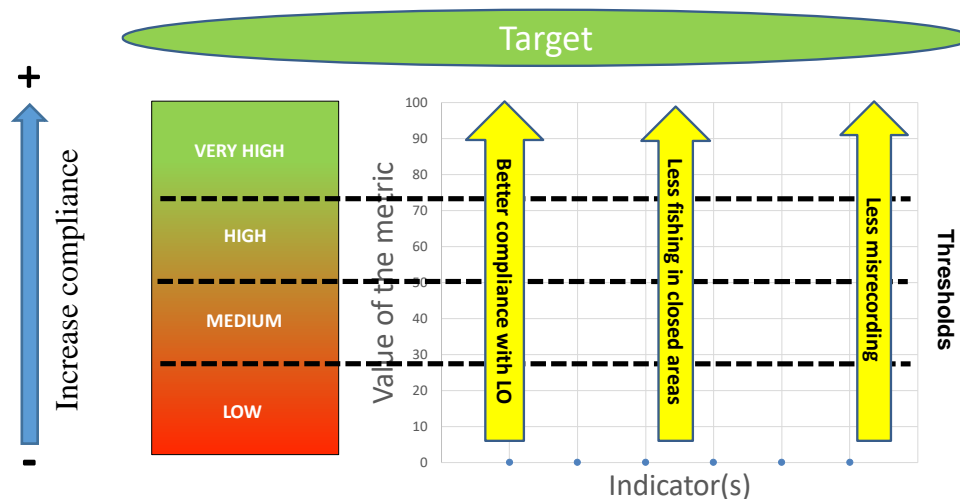 Target
+
Increase compliance
-
VERY HIGH
HIGH
MEDIUM
LOW
Value of the metric
100
90
80
70
60
50
40
30
20
10
0
Better compliance with LO
Less fishing in closed areas
Less misrecording
Thresholds
Indicator(s)